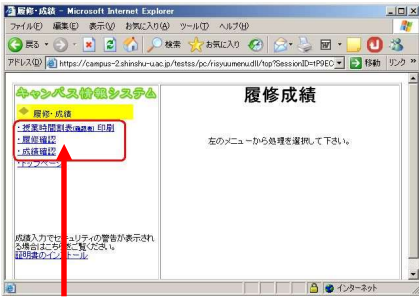 履修・成績 - Microsoft Internet Explorer
ファイル(F) 編集(E) 表示(V) お気に入り(A) ツール(T) ヘルプ(H)
戻る 検索 お気に入り
アドレス(D) https://campus-2.shinshu-u.ac.jp/testss/pc/risyuumenu.dll/top?SessionID=tP9EC 移動 リンク »
キャンパス情報システム
履修・成績
・授業時間割表(確認表) 印刷
・履修確認
・成績確認
・トップページ
成績入力でセキュリティの警告が表示される場合はこちらをご覧ください。
証明書のインストール
履修成績
左のメニューから処理を選択して下さい。
インターネット